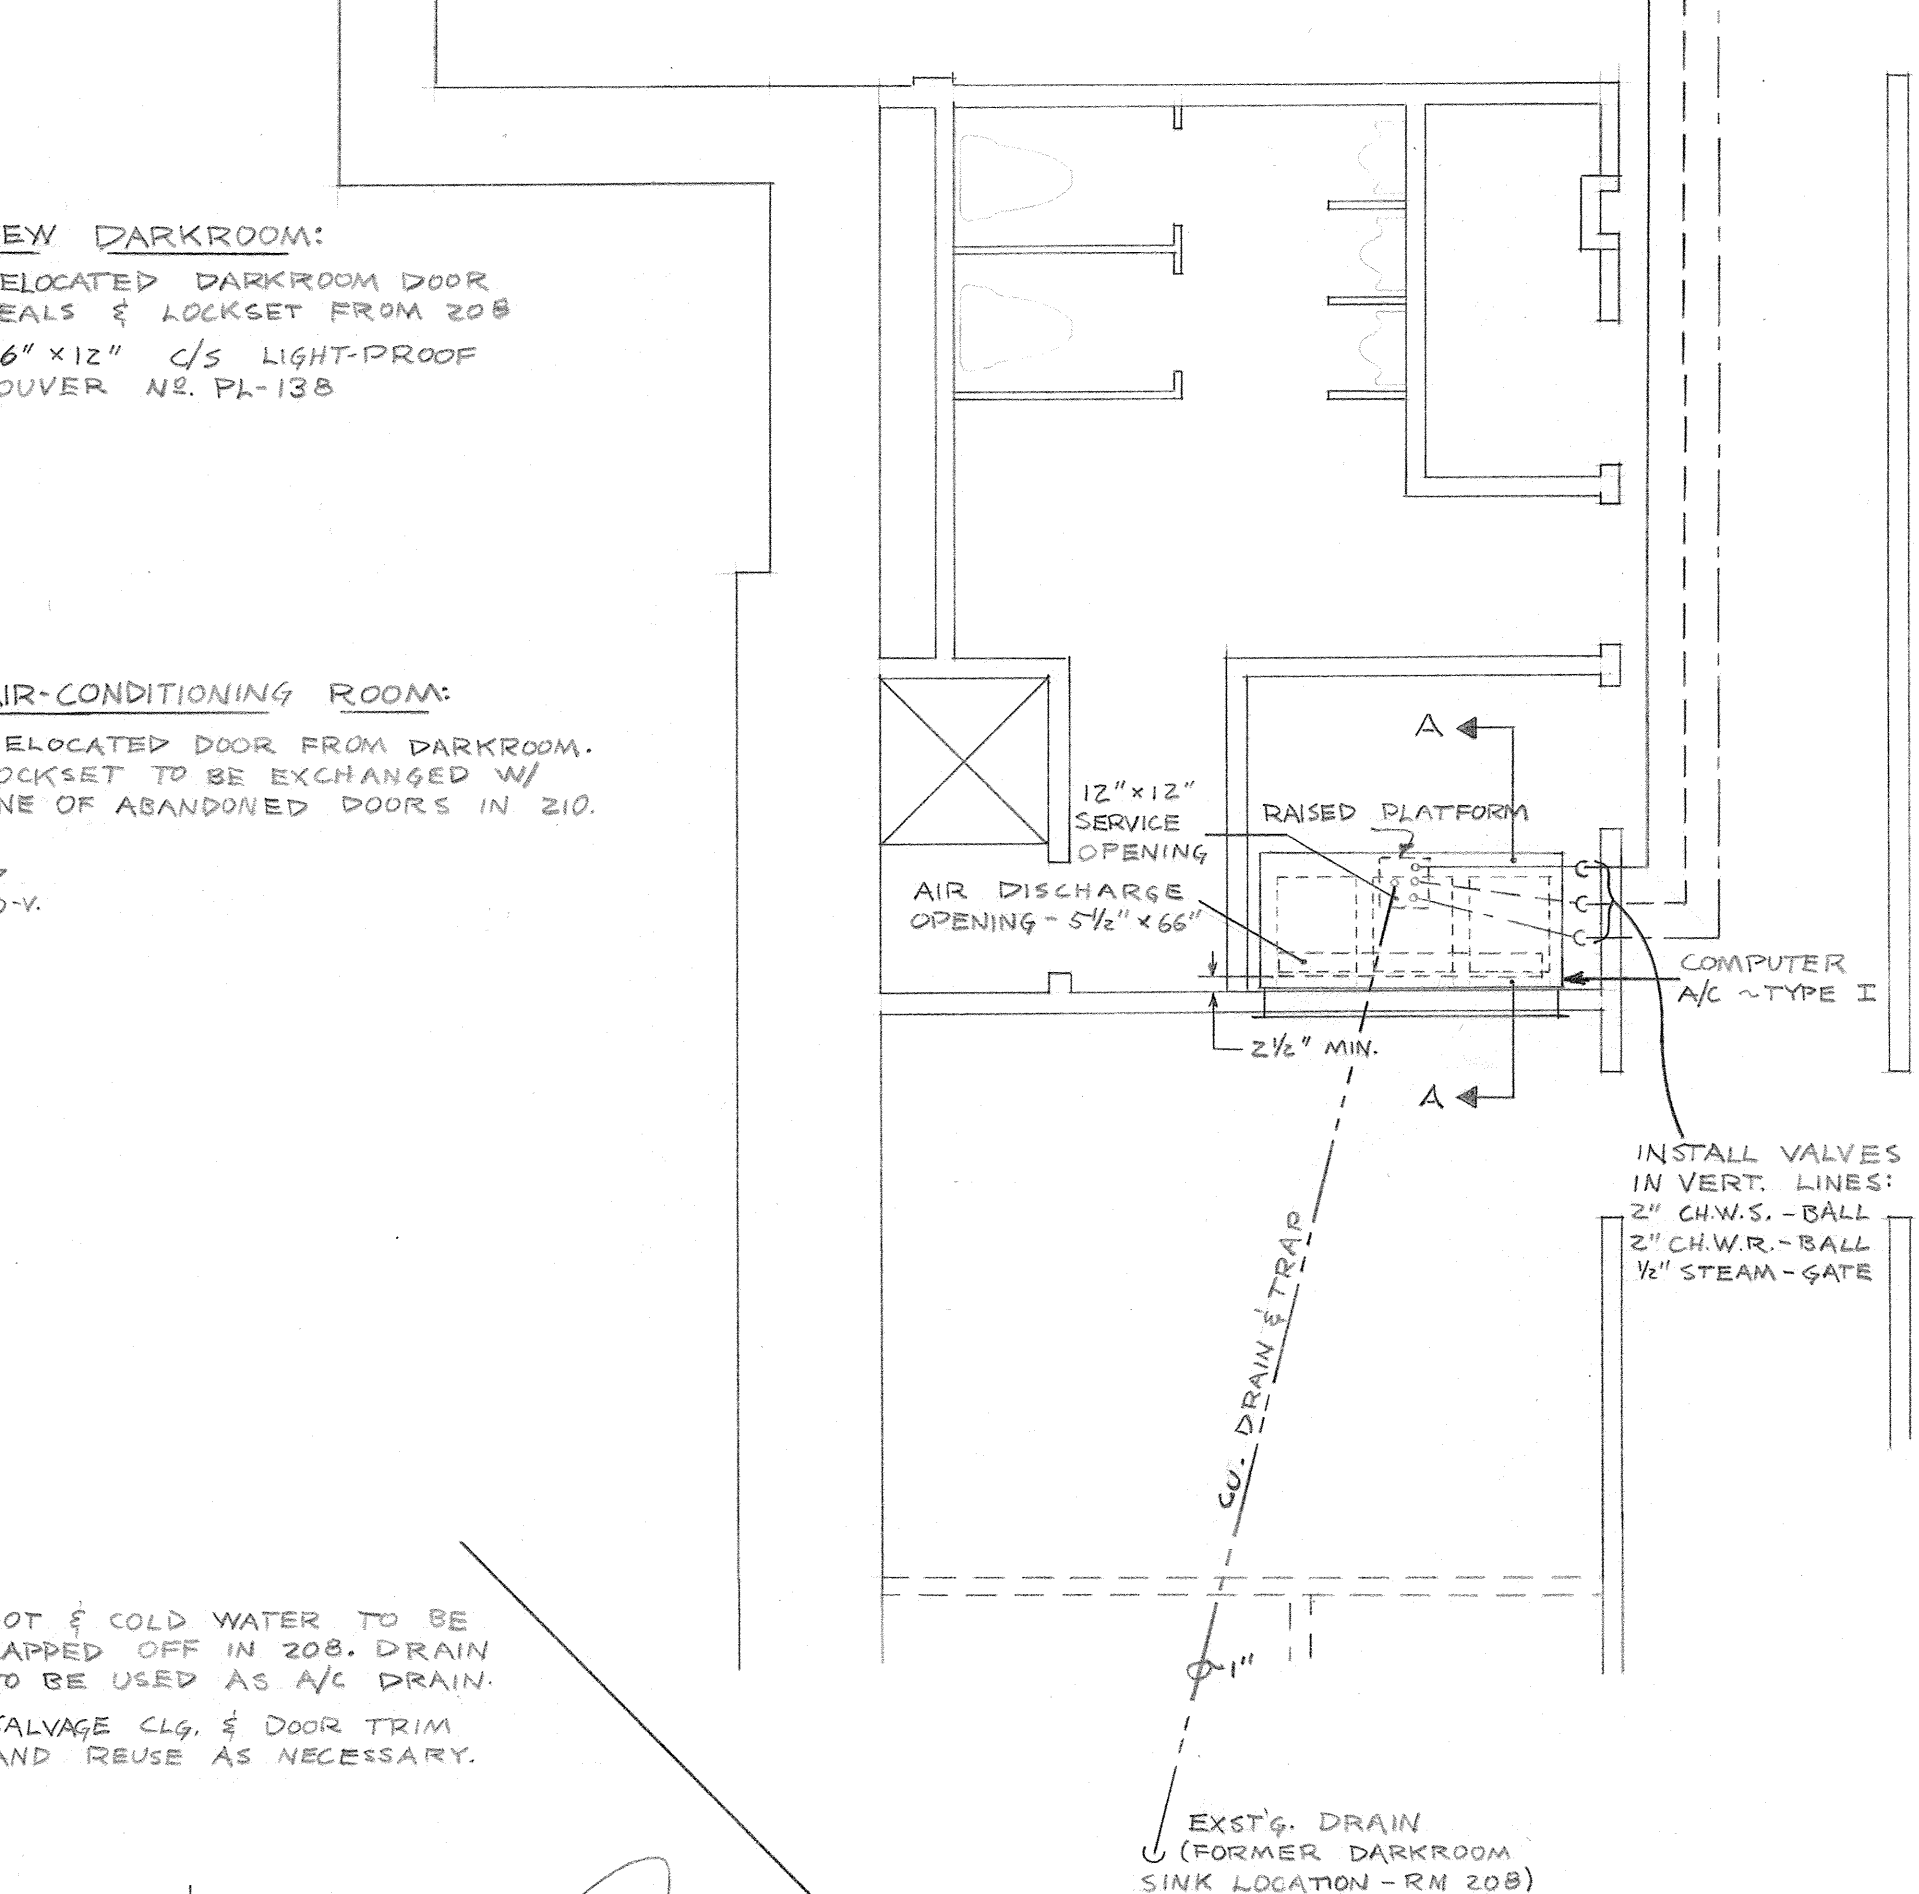 EW DARKROOM:
ELOCATED DARKROOM DOOR
EALS & LOCKSET FROM 208
6" x 12" C/S LIGHT-PROOF
OUVER Nº. PL-138
AIR-CONDITIONING ROOM:
ELOCATED DOOR FROM DARKROOM.
OCKSET TO BE EXCHANGED W/
NE OF ABANDONED DOORS IN 210.
-V.
OT & COLD WATER TO BE
APPED OFF IN 208. DRAIN
TO BE USED AS A/C DRAIN.
SALVAGE CLG. & DOOR TRIM
AND REUSE AS NECESSARY.
A
12" x 12"
SERVICE
OPENING
RAISED PLATFORM
AIR DISCHARGE
OPENING - 5½" x 66"
COMPUTER
A/C ~ TYPE I
2½" MIN.
A
INSTALL VALVES
IN VERT. LINES:
2" CH.W.S. - BALL
2" CH.W.R. - BALL
½" STEAM - GATE
CU. DRAIN & TRAP
1"
EXST'G. DRAIN
(FORMER DARKROOM
SINK LOCATION - RM 208)